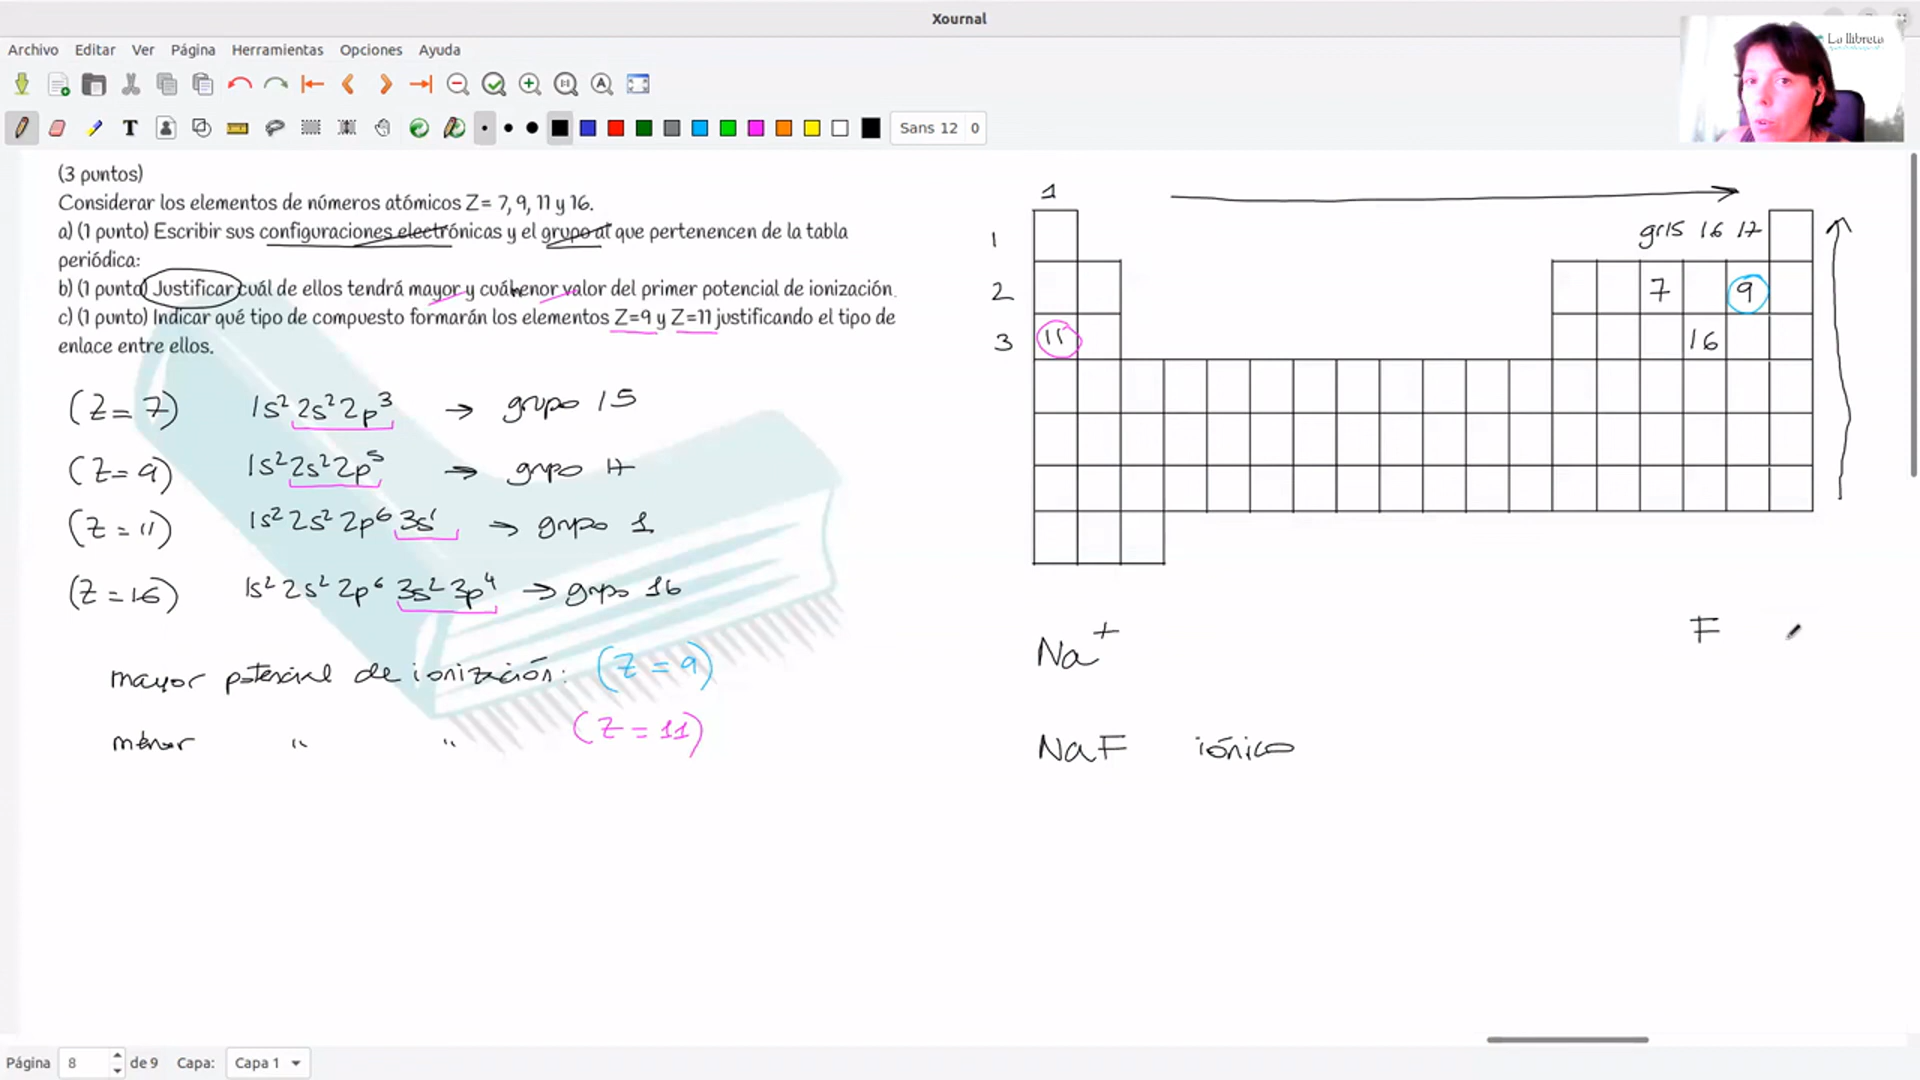 Xournal
Archivo Editar Ver Página Herramientas Opciones Ayuda
La llibreta
Sans 12 0
(3 puntos)
Considerar los elementos de números atómicos Z= 7, 9, 11 y 16.
a) (1 punto) Escribir sus configuraciones electrónicas y el grupo al que pertenencen de la tabla
periódica:
b) (1 punto) Justificar cuál de ellos tendrá mayor y cuál menor valor del primer potencial de ionización.
c) (1 punto) Indicar qué tipo de compuesto formarán los elementos Z=9 y Z=11 justificando el tipo de
enlace entre ellos.
(Z = 7) 1s² 2s² 2p³ → grupo 15
(Z = 9) 1s² 2s² 2p⁵ → grupo 17
(Z = 11) 1s² 2s² 2p⁶ 3s¹ → grupo 1
(Z = 16) 1s² 2s² 2p⁶ 3s² 3p⁴ → grupo 16
mayor potencial de ionización: (Z = 9)
menor " " (Z = 11)
1
1 gr15 16 17
2 7 9
3 11 16
Na⁺ F
NaF iónico
Página 8 de 9 Capa: Capa 1